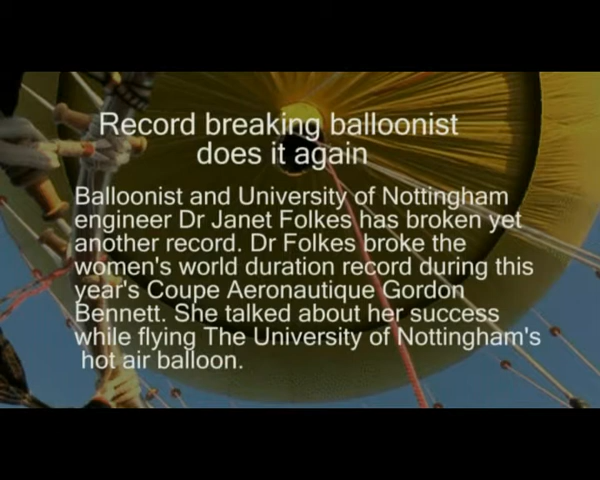 Record breaking balloonist
does it again
Balloonist and University of Nottingham
engineer Dr Janet Folkes has broken yet
another record. Dr Folkes broke the
women's world duration record during this
year's Coupe Aeronautique Gordon
Bennett. She talked about her success
while flying The University of Nottingham's
hot air balloon.